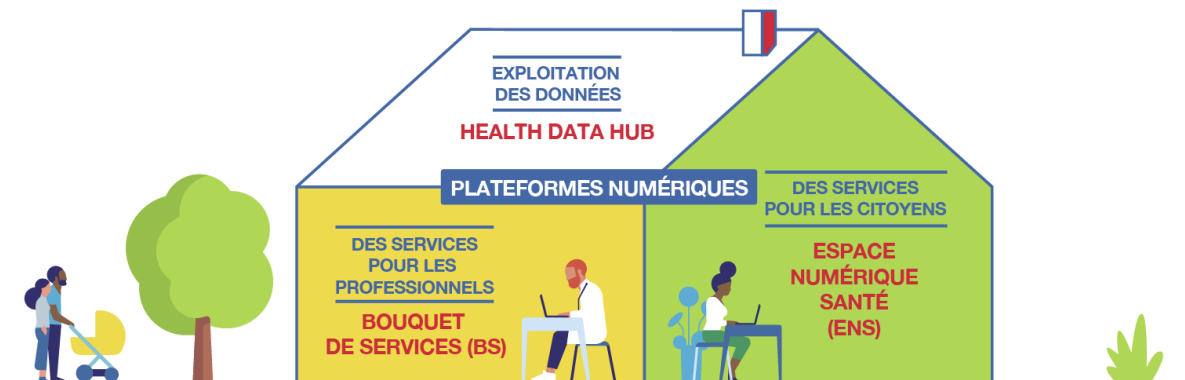 EXPLOITATION
DES DONNÉES
HEALTH DATA HUB
PLATEFORMES NUMÉRIQUES
DES SERVICES
POUR LES
PROFESSIONNELS
BOUQUET
DE SERVICES (BS)
DES SERVICES
POUR LES CITOYENS
ESPACE
NUMÉRIQUE
SANTÉ
(ENS)